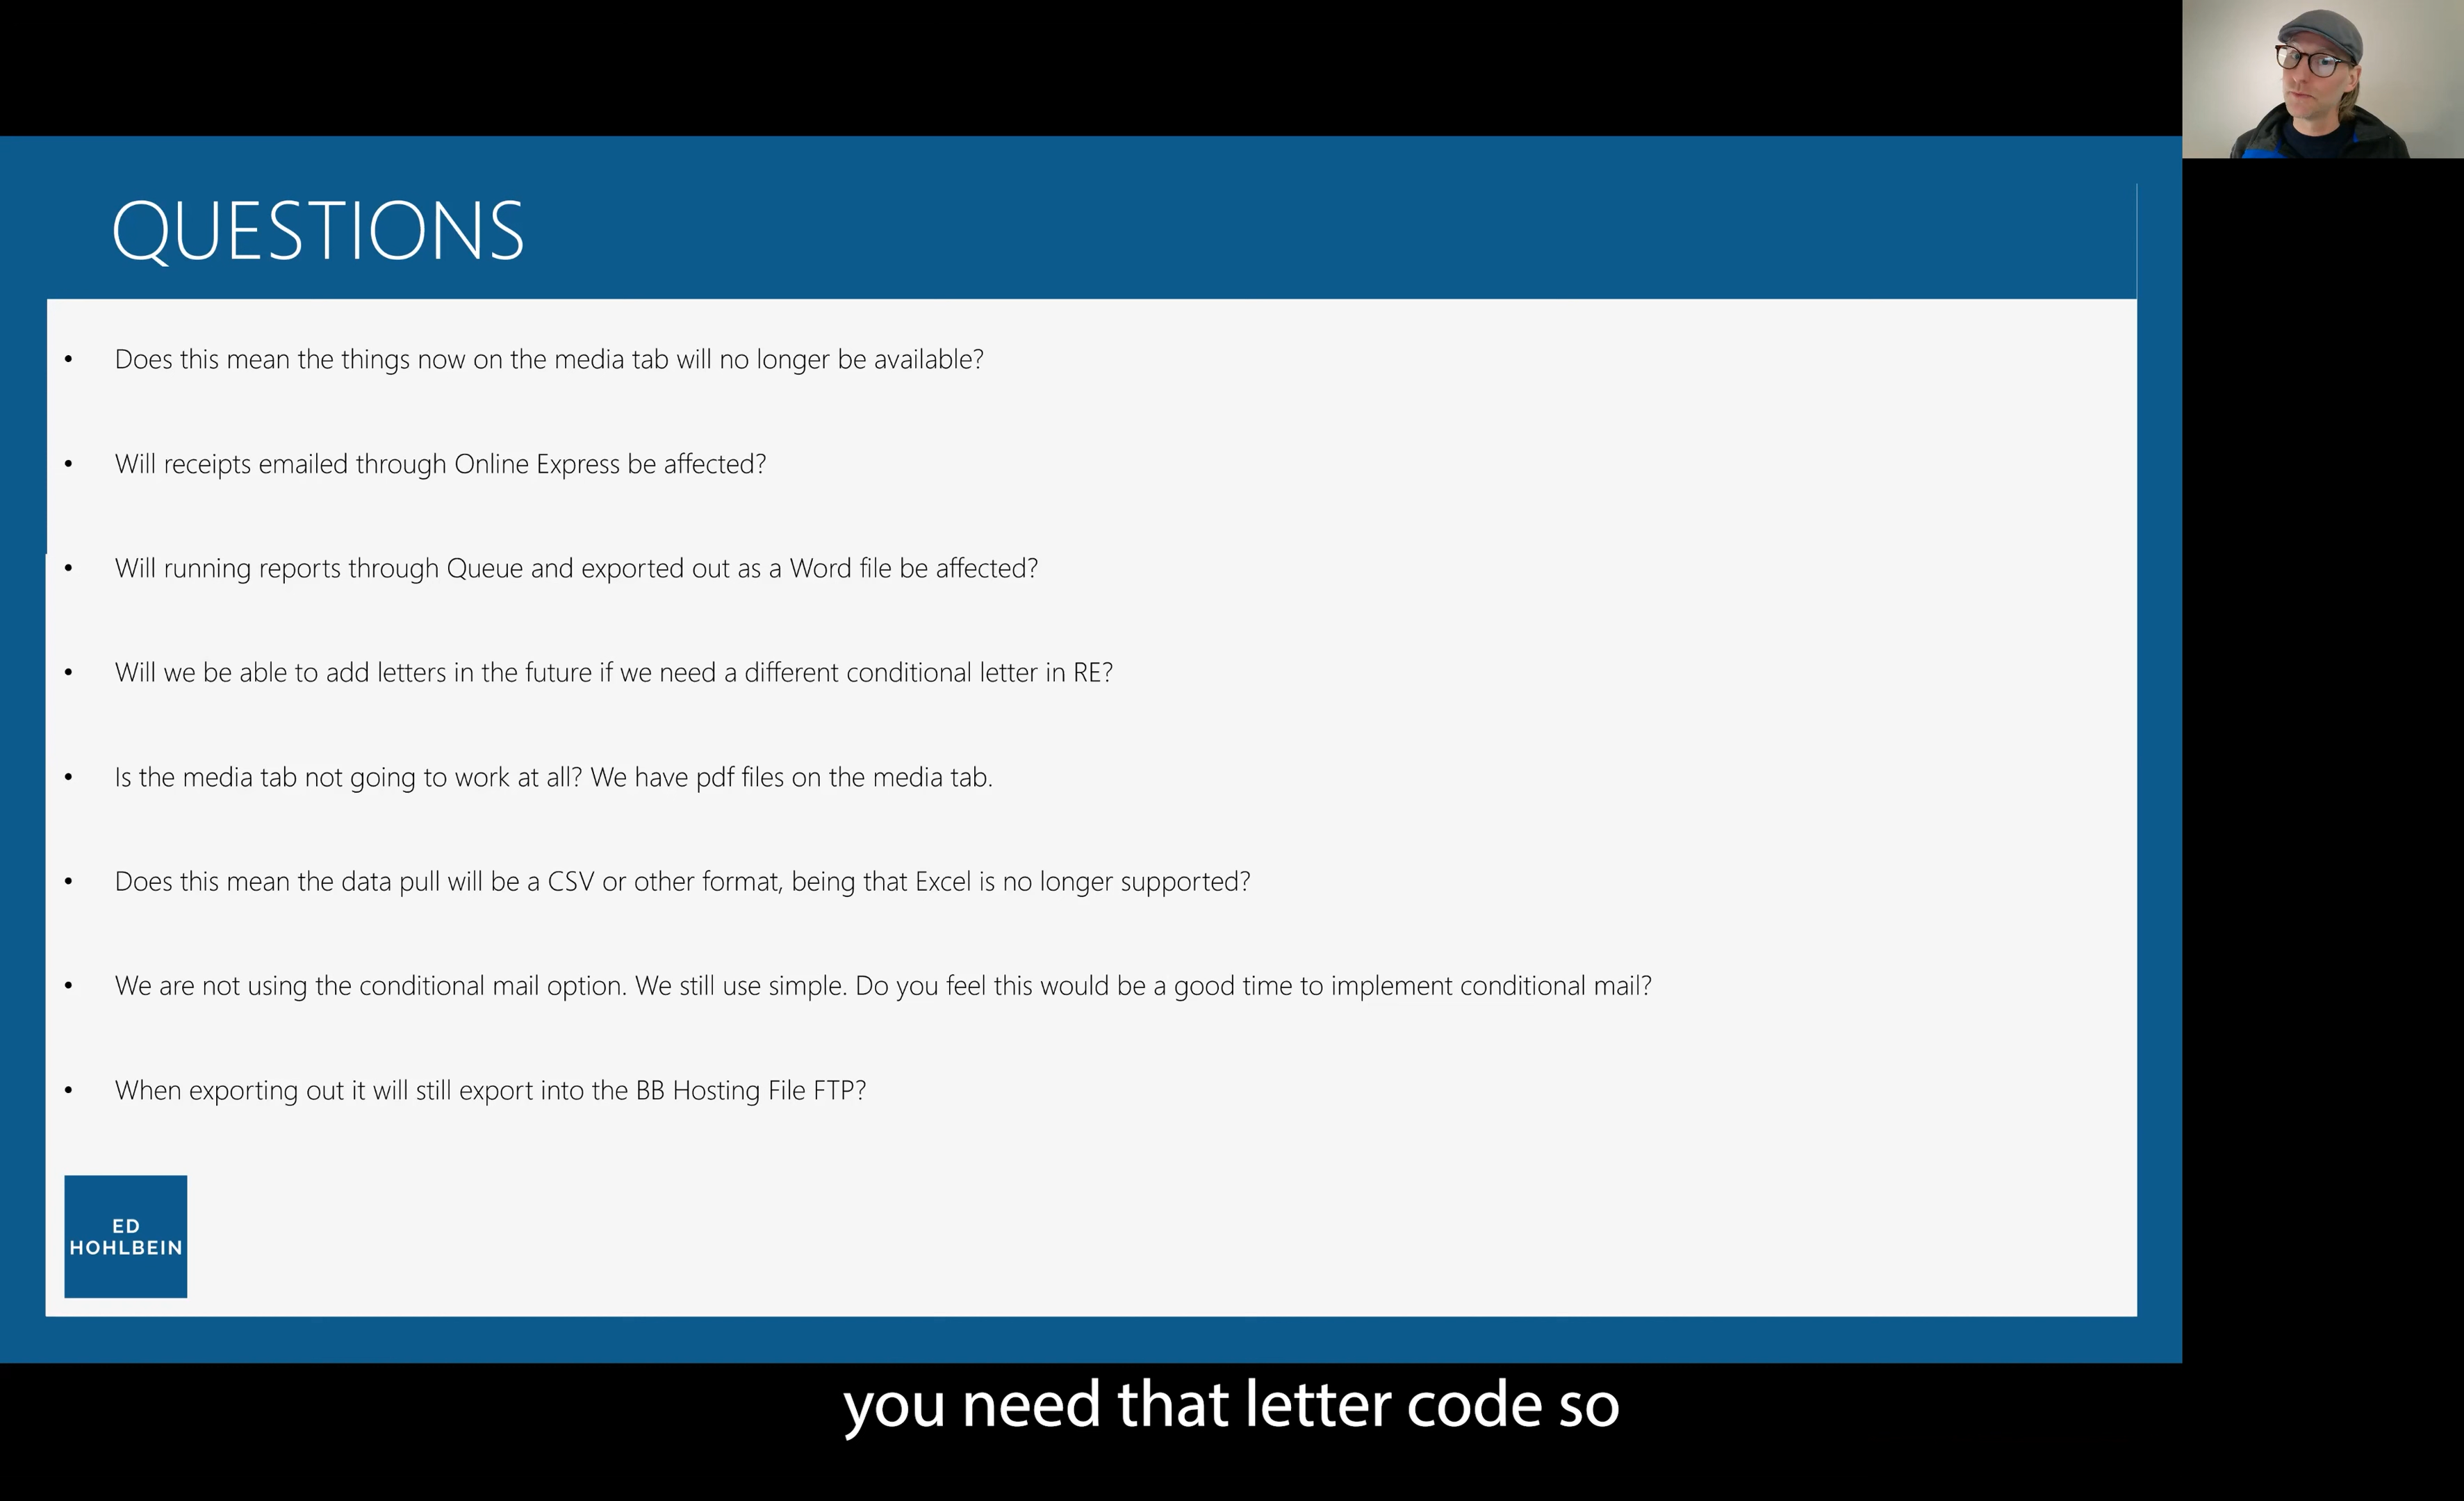 QUESTIONS
• Does this mean the things now on the media tab will no longer be available?
• Will receipts emailed through Online Express be affected?
• Will running reports through Queue and exported out as a Word file be affected?
• Will we be able to add letters in the future if we need a different conditional letter in RE?
• Is the media tab not going to work at all? We have pdf files on the media tab.
• Does this mean the data pull will be a CSV or other format, being that Excel is no longer supported?
• We are not using the conditional mail option. We still use simple. Do you feel this would be a good time to implement conditional mail?
• When exporting out it will still export into the BB Hosting File FTP?
ED
HOHLBEIN
you need that letter code so